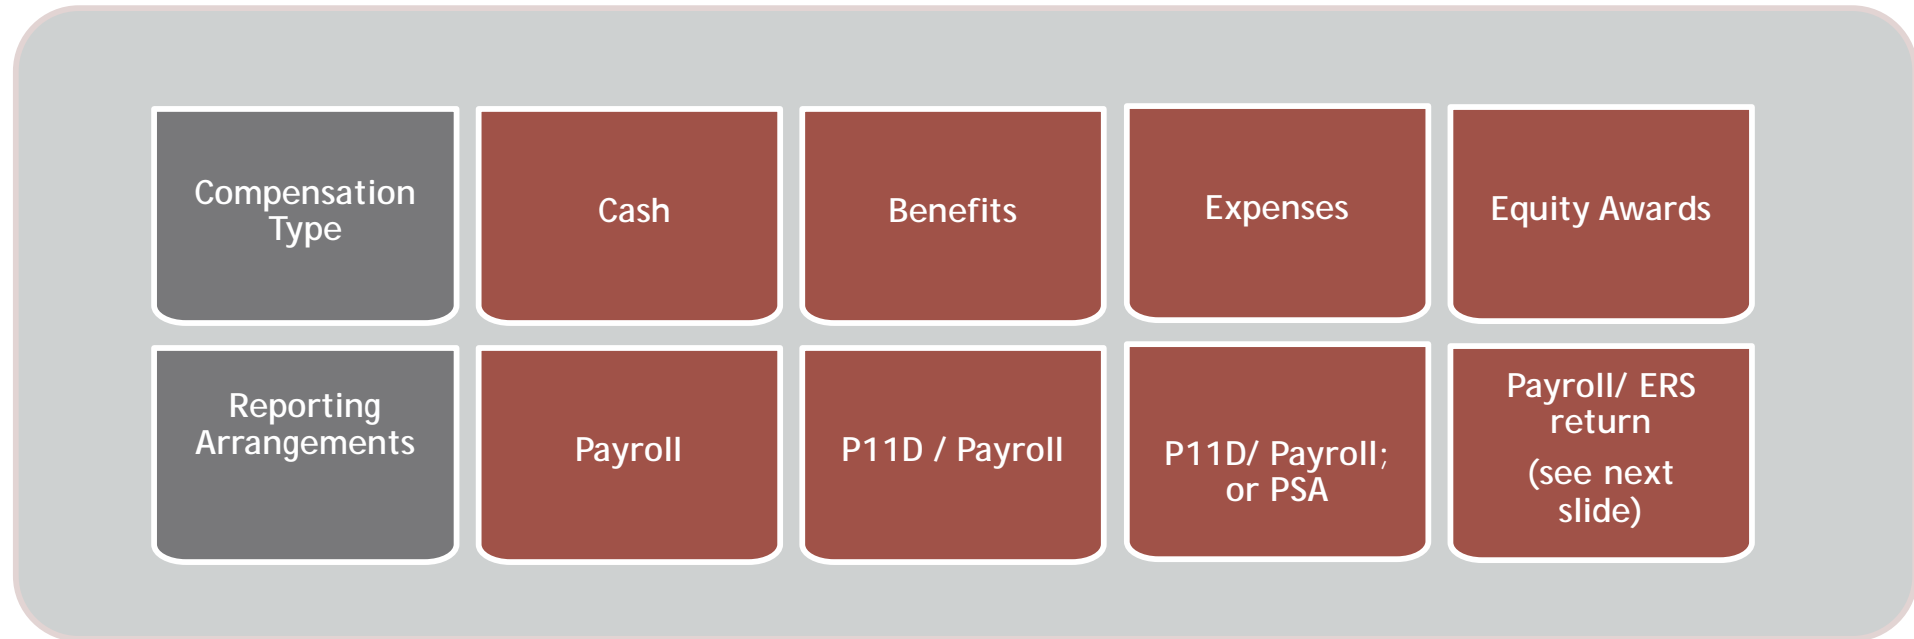 Compensation
Type
Cash
Benefits
Expenses
Equity Awards
Reporting
Arrangements
Payroll
P11D / Payroll
P11D/ Payroll;
or PSA
Payroll/ ERS
return
(see next
slide)